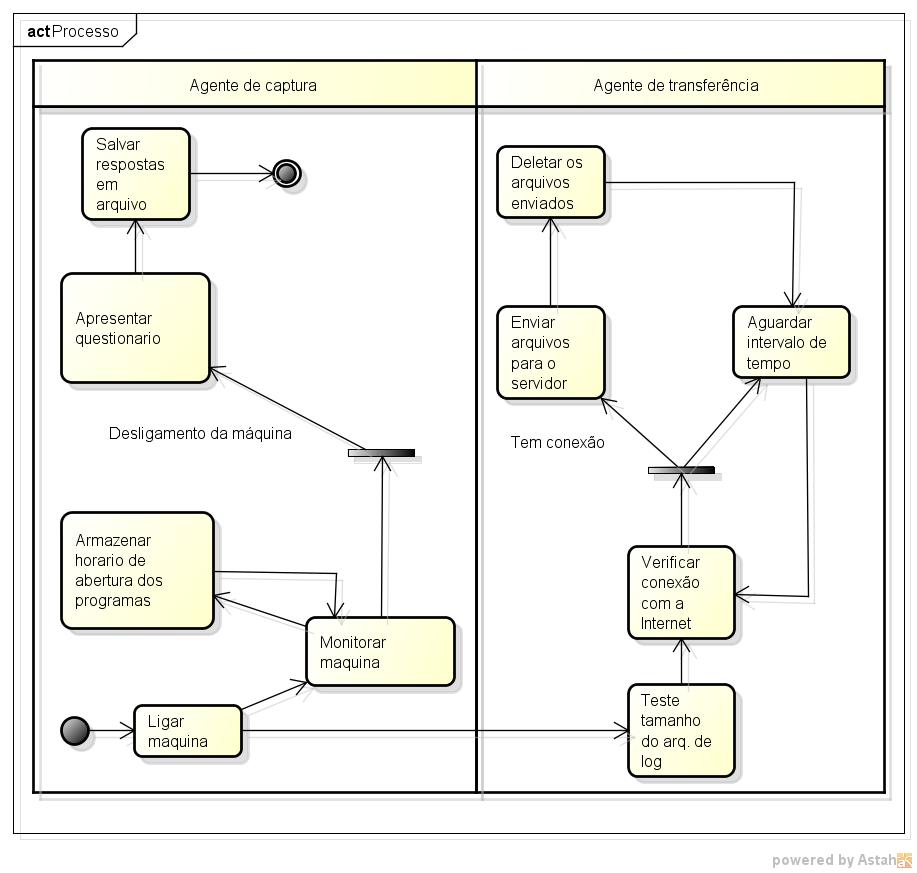 act Processo
Agente de captura
Agente de transferência
Salvar
respostas
em
arquivo
Apresentar
questionario
Desligamento da máquina
Armazenar
horario de
abertura dos
programas
Monitorar
maquina
Ligar
maquina
Deletar os
arquivos
enviados
Enviar
arquivos
para o
servidor
Aguardar
intervalo de
tempo
Tem conexão
Verificar
conexão
com a
Internet
Teste
tamanho
do arq. de
log
powered by Astah